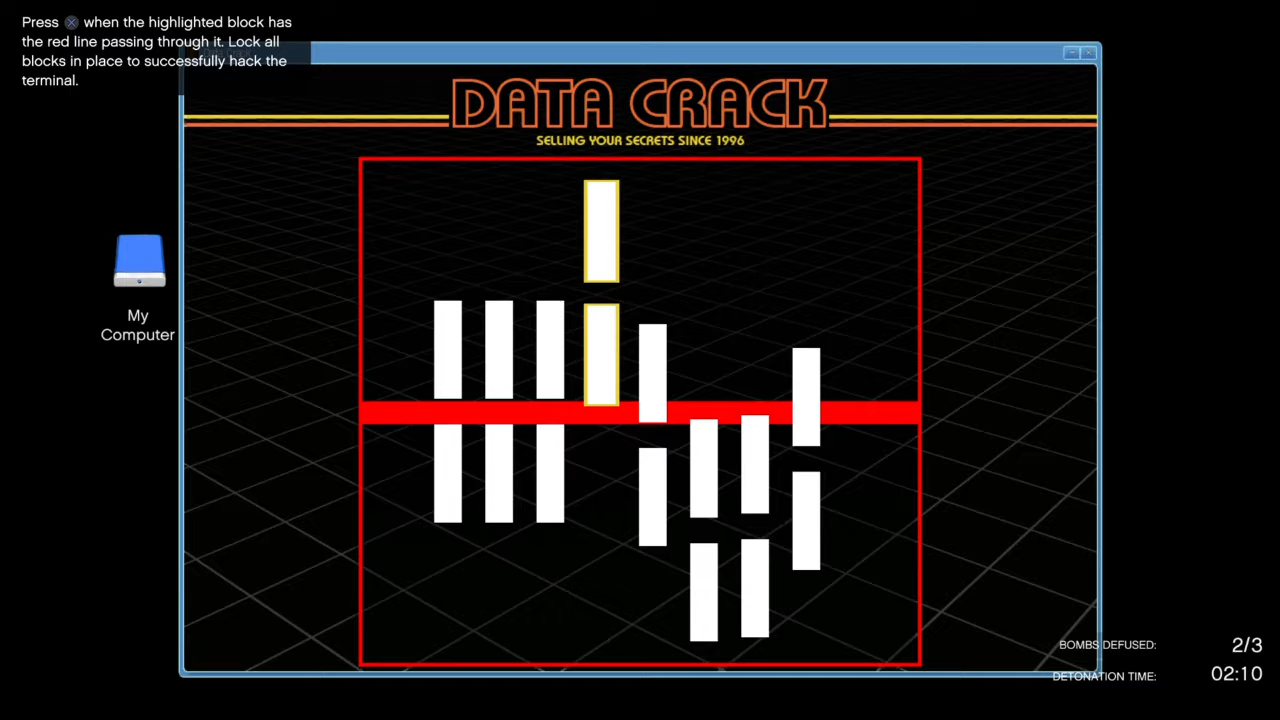 Press ⓧ when the highlighted block has
the red line passing through it. Lock all
blocks in place to successfully hack the
terminal.
DATA CRACK
SELLING YOUR SECRETS SINCE 1996
My
Computer
BOMBS DEFUSED: 2/3
DETONATION TIME: 02:10